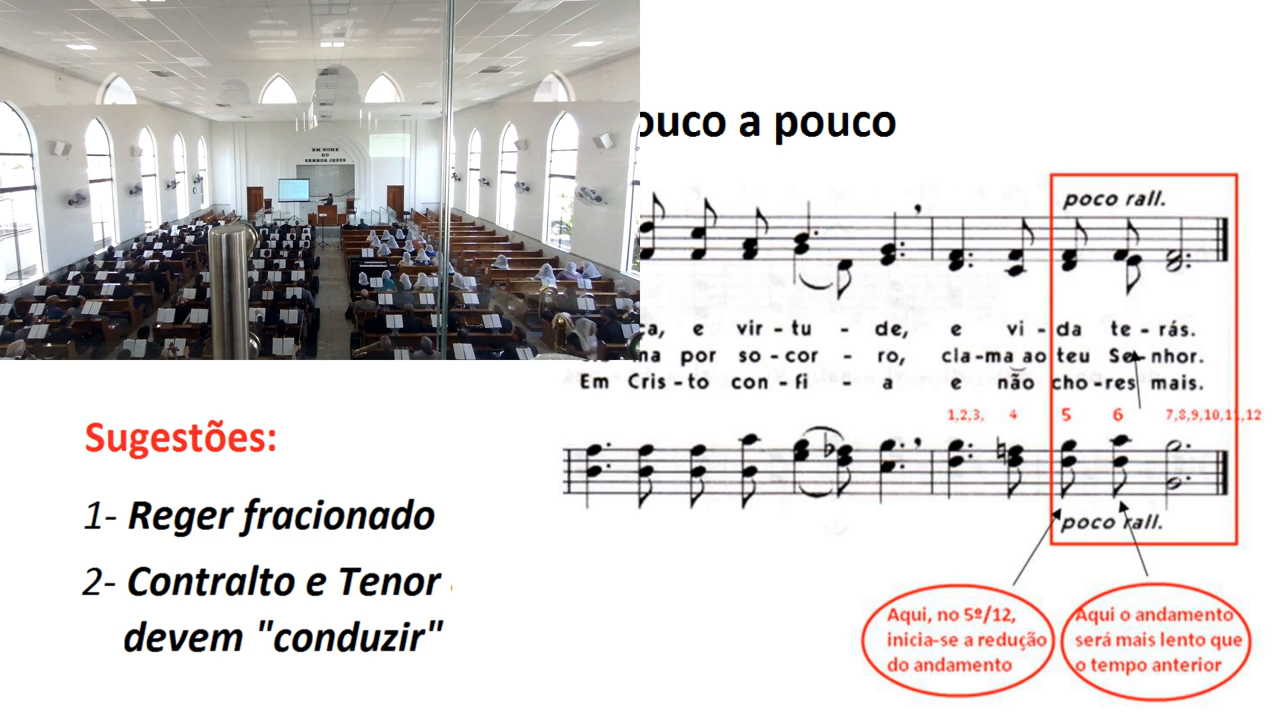 EM NOME
DO
SENHOR JESUS
ouco a pouco
poco rall.
ça, e vir - tu - de, e vi - da te - rás.
ma por so - cor - ro, cla - ma ao teu Se - nhor.
Em Cris - to con - fi - a e não cho - res mais.
1,2,3, 4 5 6 7,8,9,10,11,12
poco rall.
Sugestões:
1- Reger fracionado
2- Contralto e Tenor
devem "conduzir"
Aqui, no 5º/12,
inicia-se a redução
do andamento
Aqui o andamento
será mais lento que
o tempo anterior